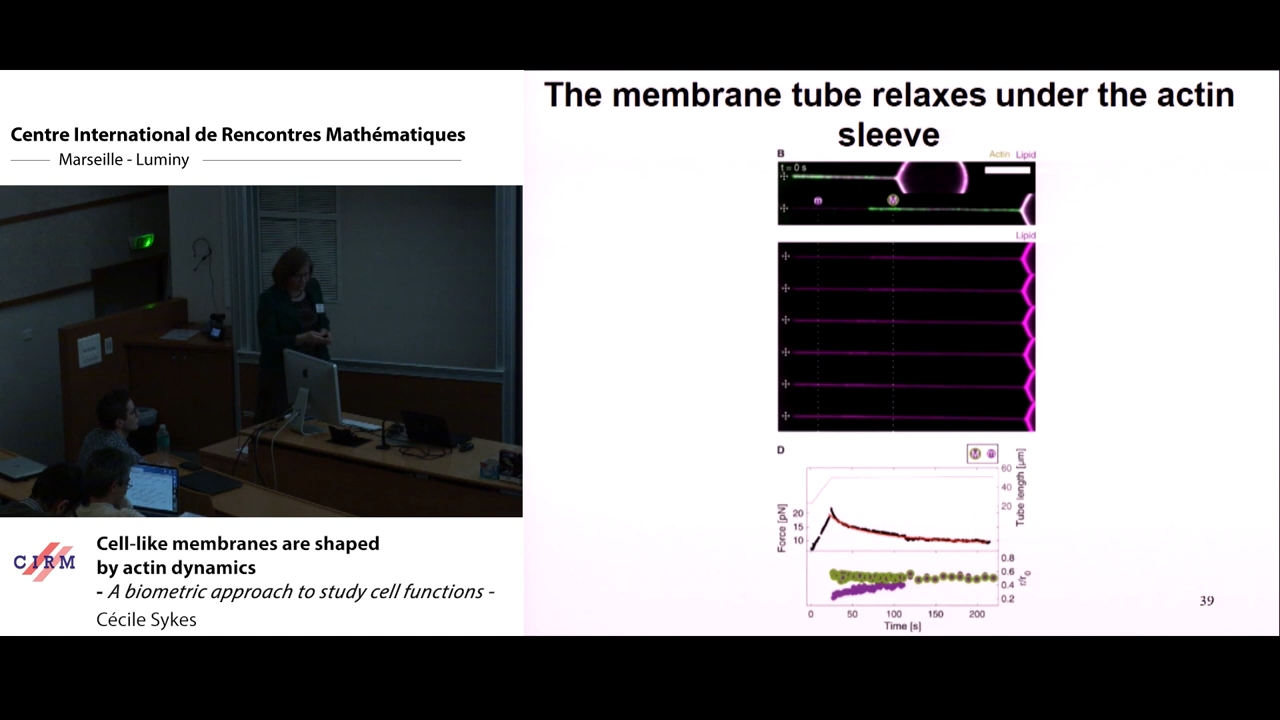 Centre International de Rencontres Mathématiques
Marseille - Luminy
CIRM
Cell-like membranes are shaped
by actin dynamics
- A biometric approach to study cell functions -
Cécile Sykes
The membrane tube relaxes under the actin
sleeve
B
Actin Lipid
t = 0 s
m
M
Lipid
D
M m
Force [pN]
20
15
10
Tube length [µm]
60
40
20
r/r0
0.8
0.6
0.4
0.2
0 50 100 150 200
Time [s]
39